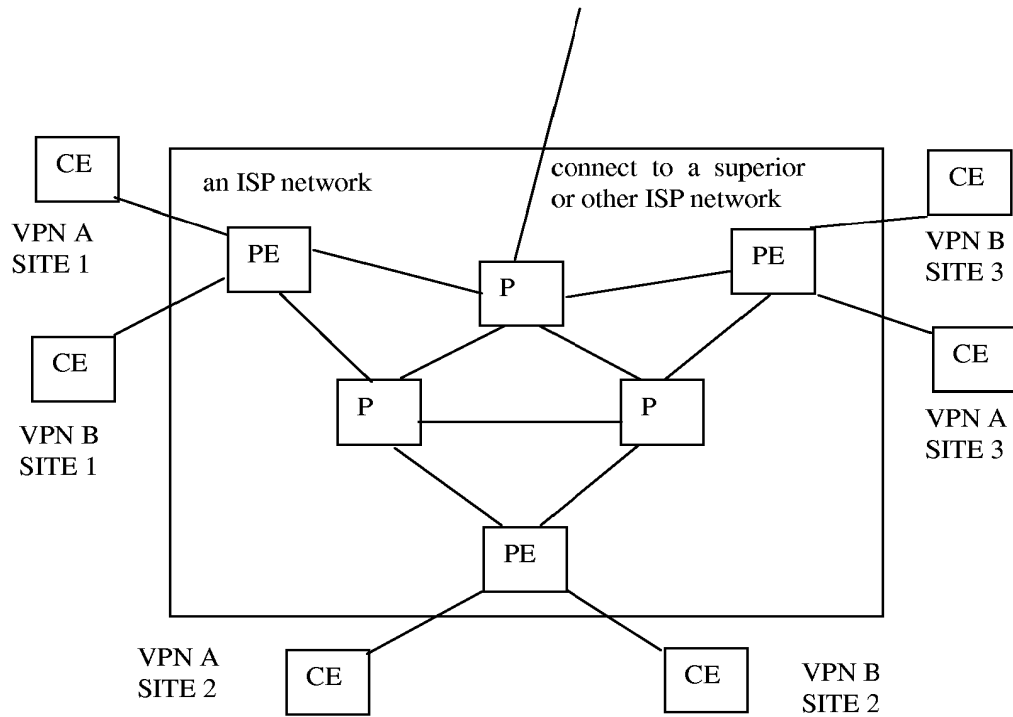 CE
an ISP network
connect to a superior
or other ISP network
CE
VPN A
SITE 1
PE
PE
VPN B
SITE 3
P
CE
CE
P
P
VPN B
SITE 1
VPN A
SITE 3
PE
VPN A
SITE 2
CE
CE
VPN B
SITE 2